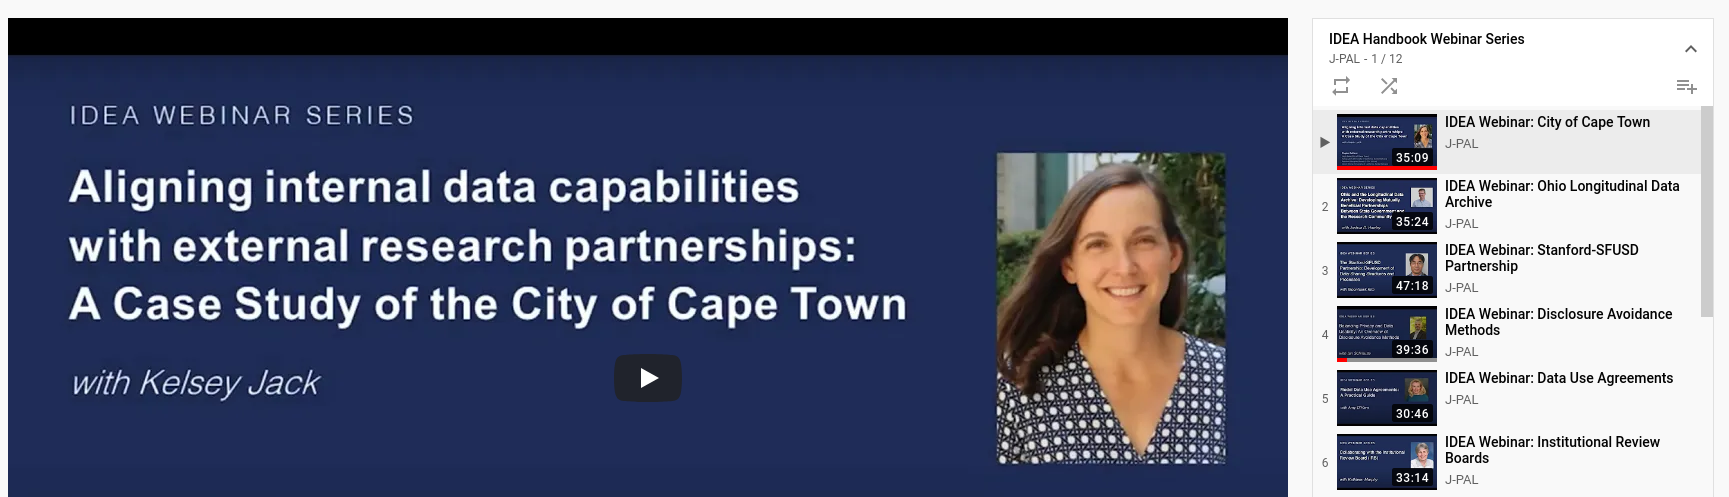 IDEA WEBINAR SERIES
Aligning internal data capabilities
with external research partnerships:
A Case Study of the City of Cape Town
with Kelsey Jack
IDEA Handbook Webinar Series
J-PAL - 1 / 12
35:09
IDEA Webinar: City of Cape Town
J-PAL
2
35:24
IDEA Webinar: Ohio Longitudinal Data
Archive
J-PAL
3
47:18
IDEA Webinar: Stanford-SFUSD
Partnership
J-PAL
4
39:36
IDEA Webinar: Disclosure Avoidance
Methods
J-PAL
5
30:46
IDEA Webinar: Data Use Agreements
J-PAL
6
33:14
IDEA Webinar: Institutional Review
Boards
J-PAL